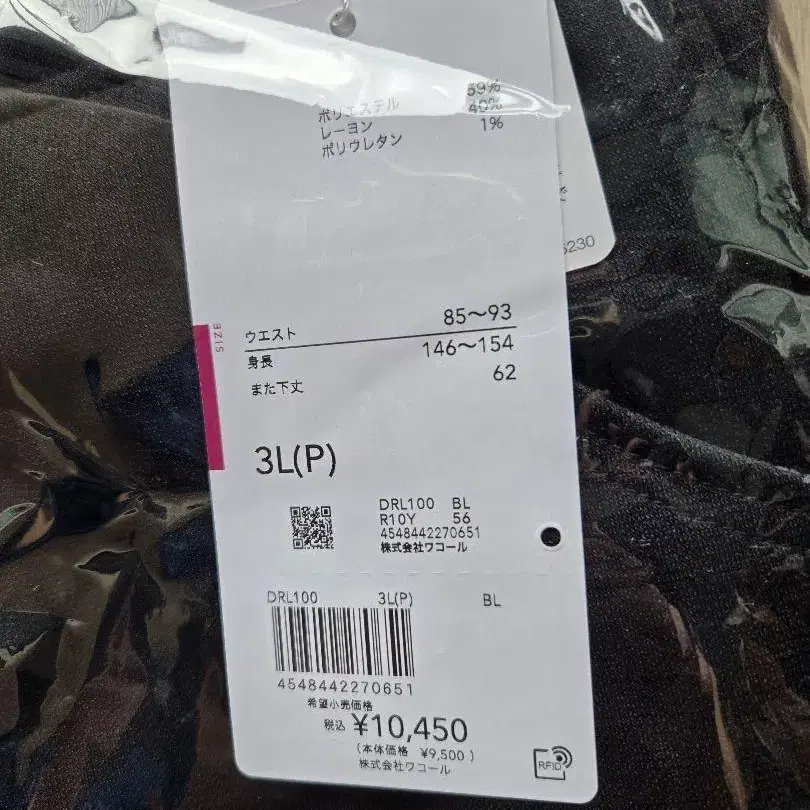 ポリエステル 59%
レーヨン 40%
ポリウレタン 1%
6230
SIZE
ウエスト 85～93
身長 146～154
また下丈 62
3L(P)
DRL100 BL
R10Y 56
4548442270651
株式会社ワコール
DRL100 3L(P) BL
4548442270651
希望小売価格
税込 ¥10,450
(本体価格 ¥9,500)
株式会社ワコール
RFID